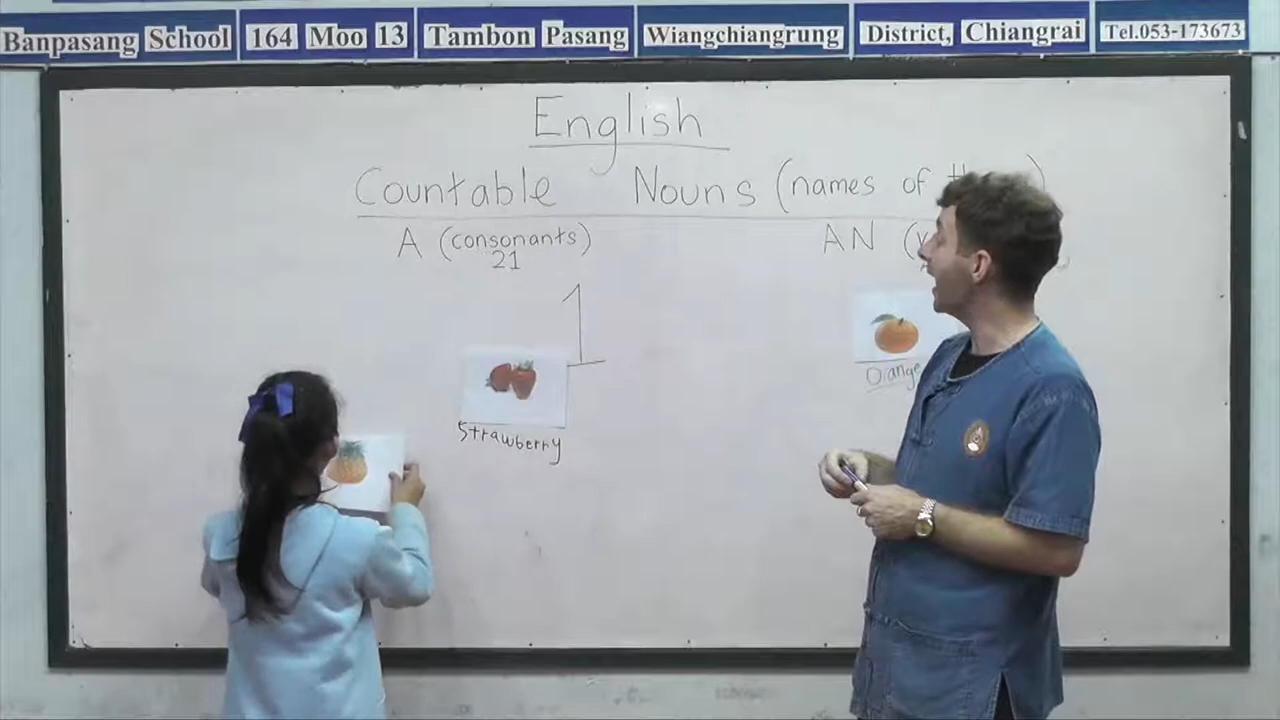 Banpasang School 164 Moo 13 Tambon Pasang Wiangchiangrung District, Chiangrai Tel.053-173673
English
Countable Nouns (names of
A (consonants) AN
21
1
Strawberry
Orange